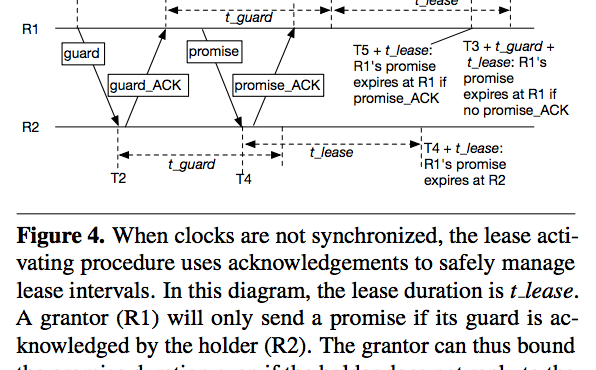 t_lease
t_guard
R1
guard
promise
guard_ACK
promise_ACK
T5 + t_lease:
R1's promise
expires at R1 if
promise_ACK
T3 + t_guard +
t_lease: R1's
promise
expires at R1 if
no promise_ACK
R2
t_guard
t_lease
T2
T4
T4 + t_lease:
R1's promise
expires at R2
Figure 4. When clocks are not synchronized, the lease acti-
vating procedure uses acknowledgements to safely manage
lease intervals. In this diagram, the lease duration is t_lease.
A grantor (R1) will only send a promise if its guard is ac-
knowledged by the holder (R2). The grantor can thus bound